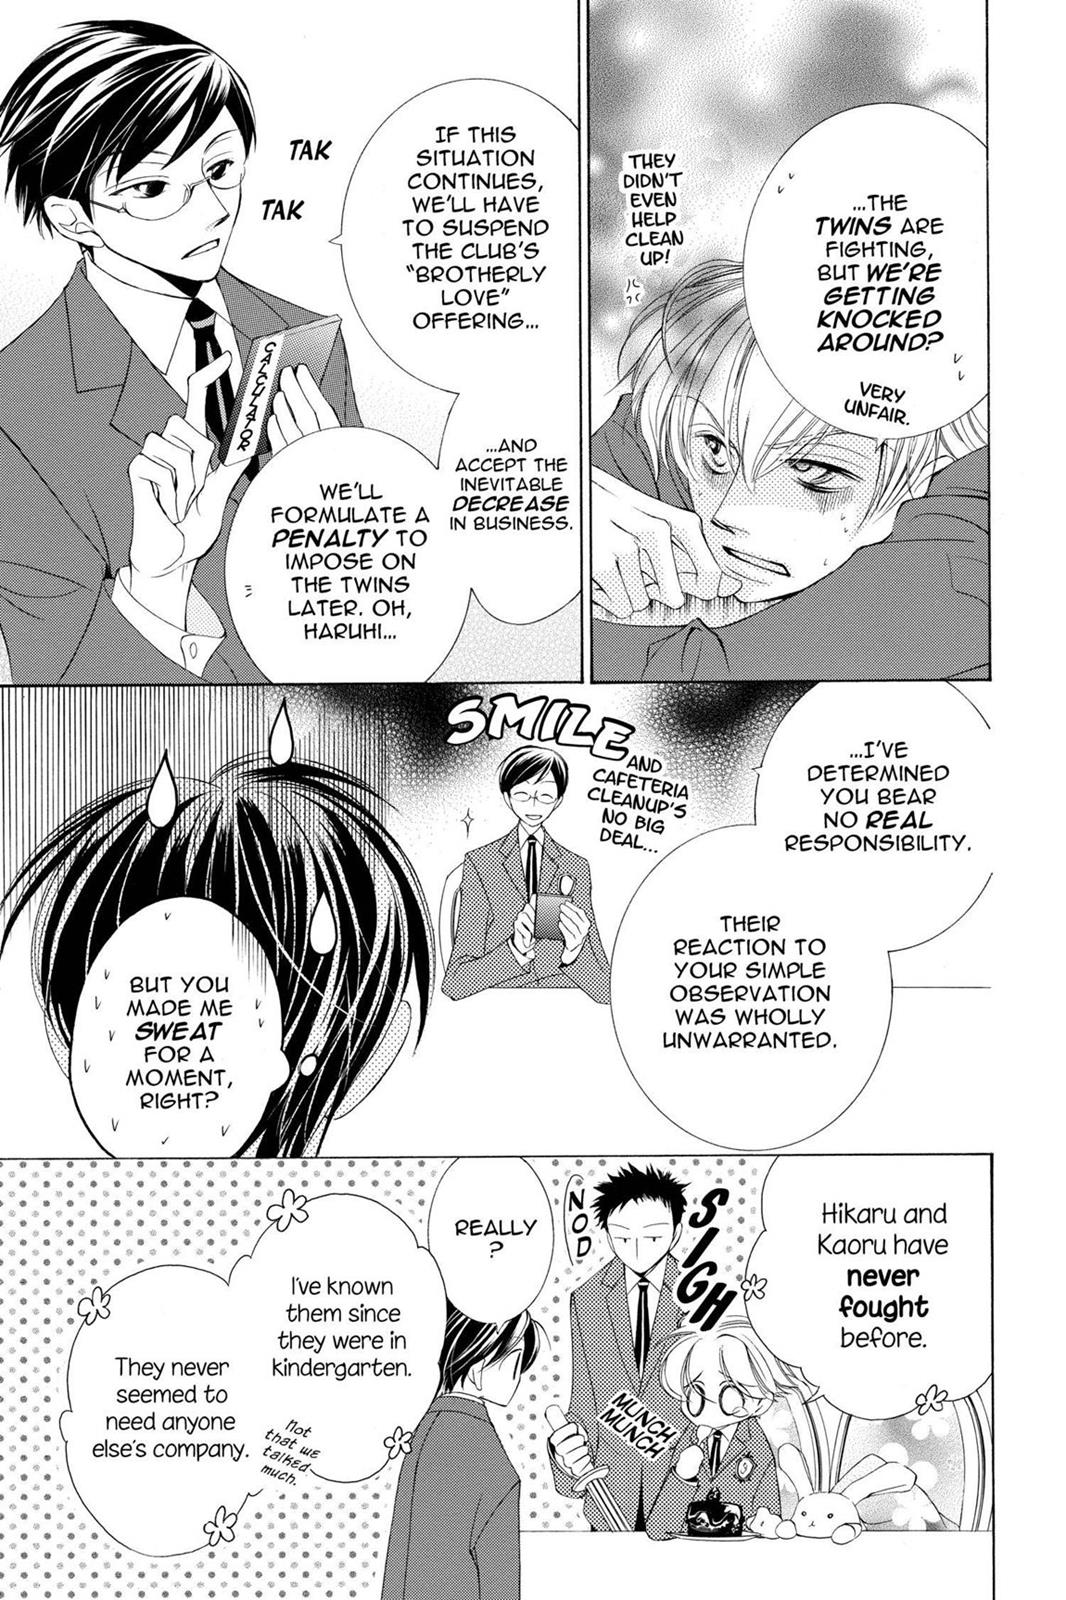 ...THE
TWINS ARE
FIGHTING,
BUT WE'RE
GETTING
KNOCKED
AROUND?
VERY
UNFAIR.
THEY
DIDN'T
EVEN
HELP
CLEAN
UP!
IF THIS
SITUATION
CONTINUES,
WE'LL HAVE
TO SUSPEND
THE CLUB'S
"BROTHERLY
LOVE"
OFFERING...
...AND
ACCEPT THE
INEVITABLE
DECREASE
IN BUSINESS.
TAK
TAK
CALCULATOR
WE'LL
FORMULATE A
PENALTY TO
IMPOSE ON
THE TWINS
LATER. OH,
HARUHI...
...I'VE
DETERMINED
YOU BEAR
NO REAL
RESPONSIBILITY.
THEIR
REACTION TO
YOUR SIMPLE
OBSERVATION
WAS WHOLLY
UNWARRANTED.
SMILE
AND
CAFETERIA
CLEANUP'S
NO BIG
DEAL...
BUT YOU
MADE ME
SWEAT
FOR A
MOMENT,
RIGHT?
Hikaru and
Kaoru have
never
fought
before.
SIGH
NOD
MUNCH
MUNCH
REALLY
?
I've known
them since
they were in
kindergarten.
Not
that we
talked
much.
They never
seemed to
need anyone
else's company.